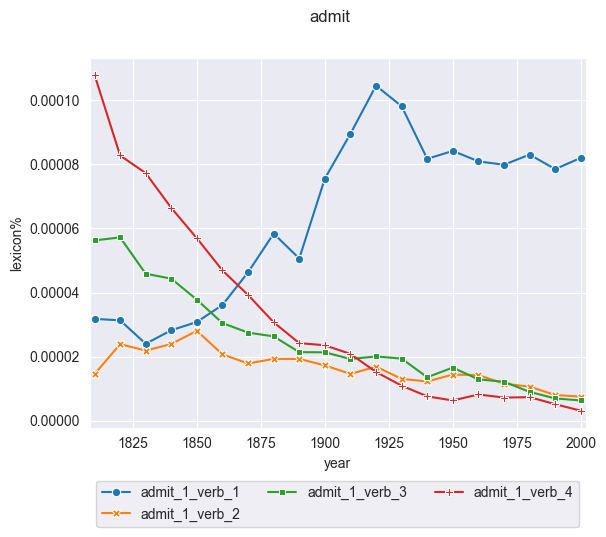 admit
0.00010
0.00008
0.00006
0.00004
0.00002
0.00000
lexicon%
1825 1850 1875 1900 1925 1950 1975 2000
year
admit_1_verb_1 admit_1_verb_3 admit_1_verb_4
admit_1_verb_2